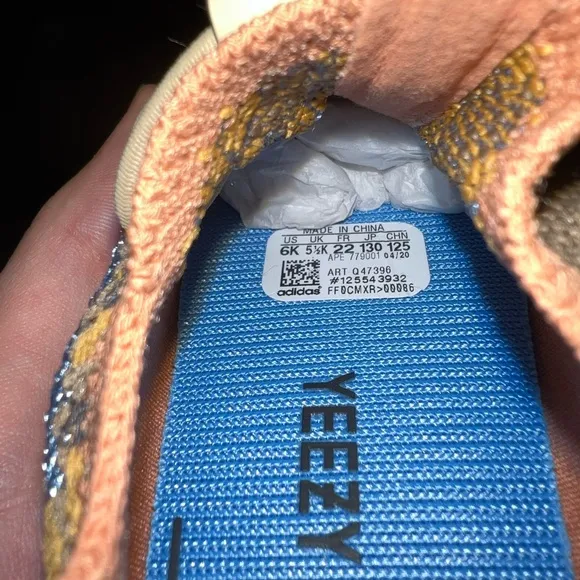 MADE IN CHINA
US UK FR JP CHN
6K 5½K 22 130 125
APE 779001 04/20
ART Q47396
#125543932
adidas FF0CMXR>00086
YEEZY